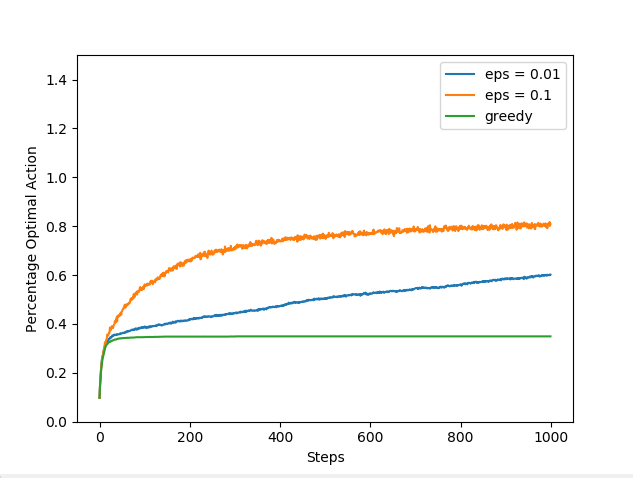 1.4
1.2
1.0
0.8
0.6
0.4
0.2
0.0
Percentage Optimal Action
eps = 0.01
eps = 0.1
greedy
0 200 400 600 800 1000
Steps